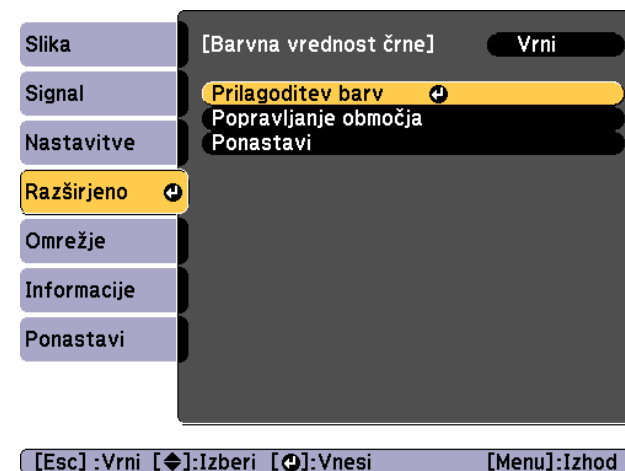 Slika
Signal
Nastavitve
Razširjeno
Omrežje
Informacije
Ponastavi
[Barvna vrednost črne] Vrni
Prilagoditev barv
Popravljanje območja
Ponastavi
[Esc] :Vrni [◆]:Izberi [↵]:Vnesi [Menu]:Izhod